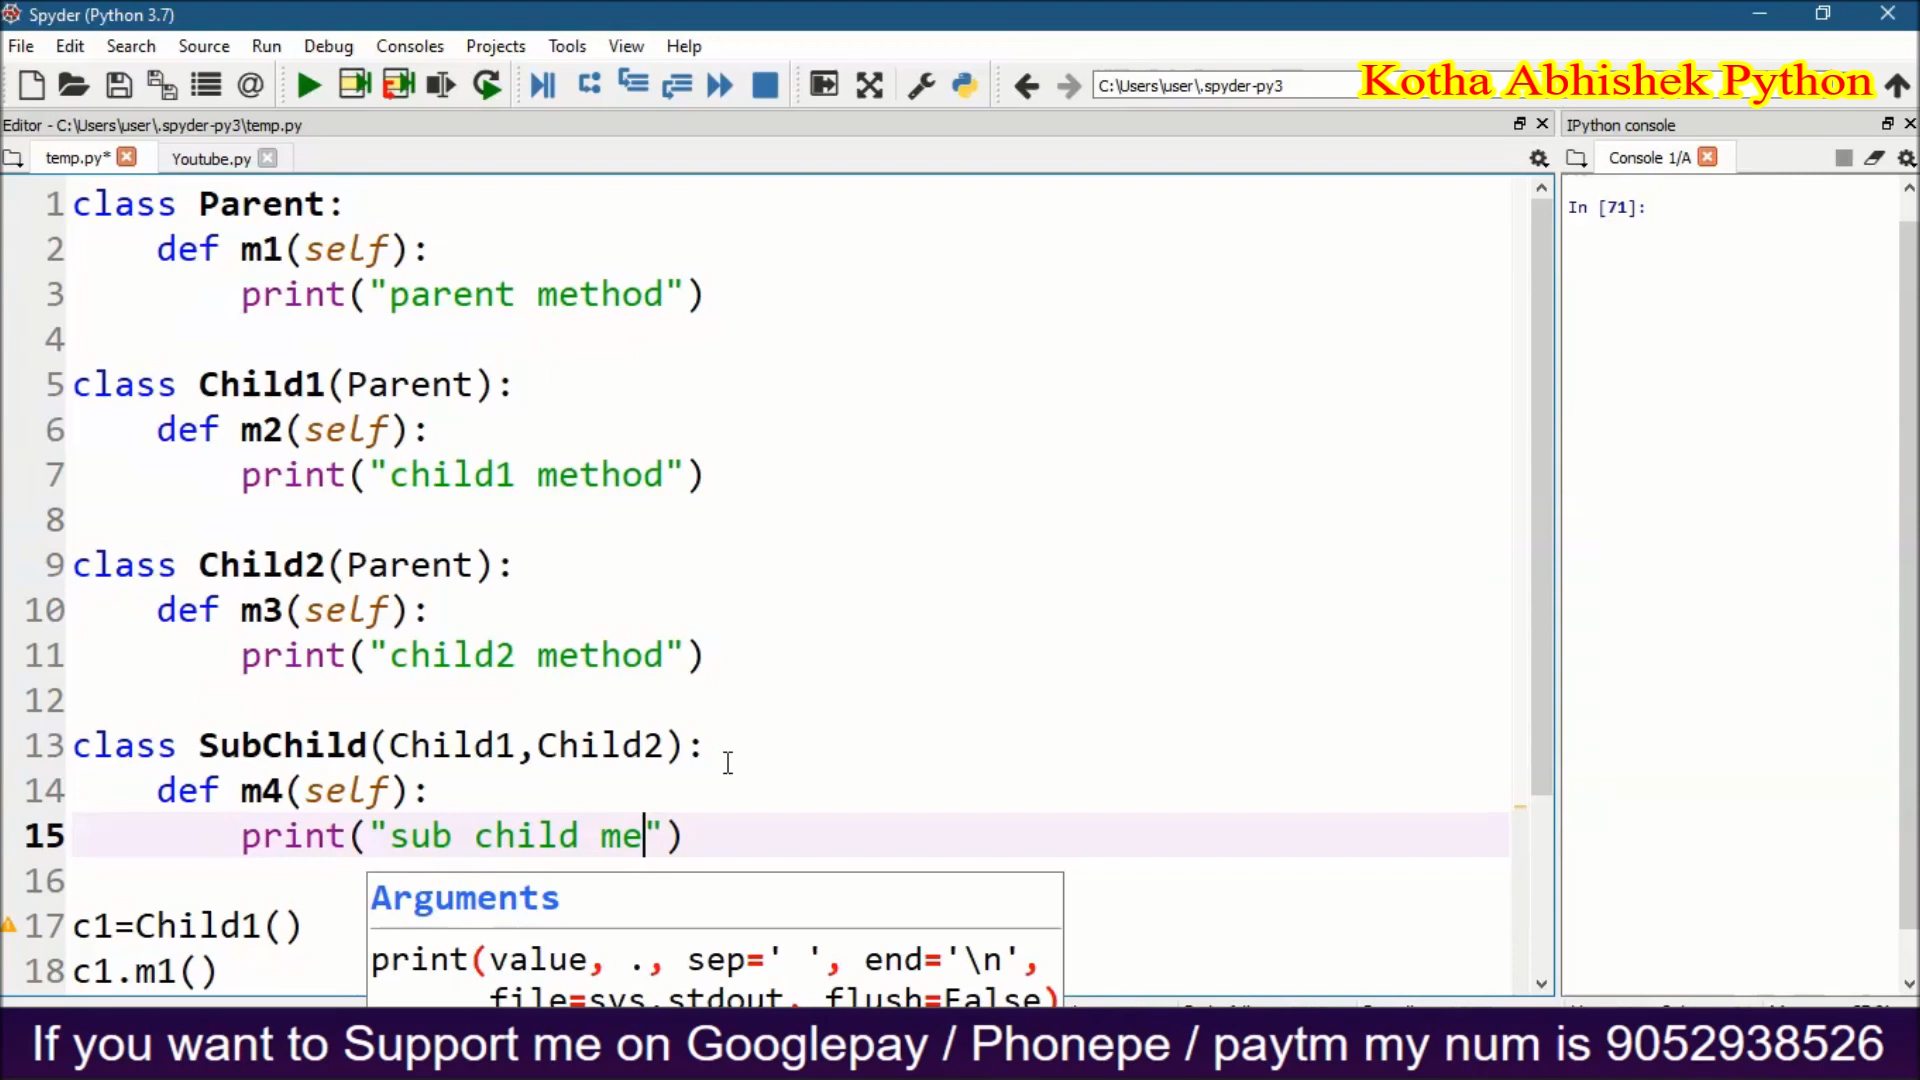 Spyder (Python 3.7)
File Edit Search Source Run Debug Consoles Projects Tools View Help
C:\Users\user\.spyder-py3
Kotha Abhishek Python
Editor - C:\Users\user\.spyder-py3\temp.py
IPython console
temp.py*
Youtube.py
Console 1/A
In [71]:
1 class Parent:
2 def m1(self):
3 print("parent method")
4
5 class Child1(Parent):
6 def m2(self):
7 print("child1 method")
8
9 class Child2(Parent):
10 def m3(self):
11 print("child2 method")
12
13 class SubChild(Child1,Child2):
14 def m4(self):
15 print("sub child me")
16
17 c1=Child1()
18 c1.m1()
Arguments
print(value, ., sep=' ', end='\n',
file=sys.stdout, flush=False)
If you want to Support me on Googlepay / Phonepe / paytm my num is 9052938526